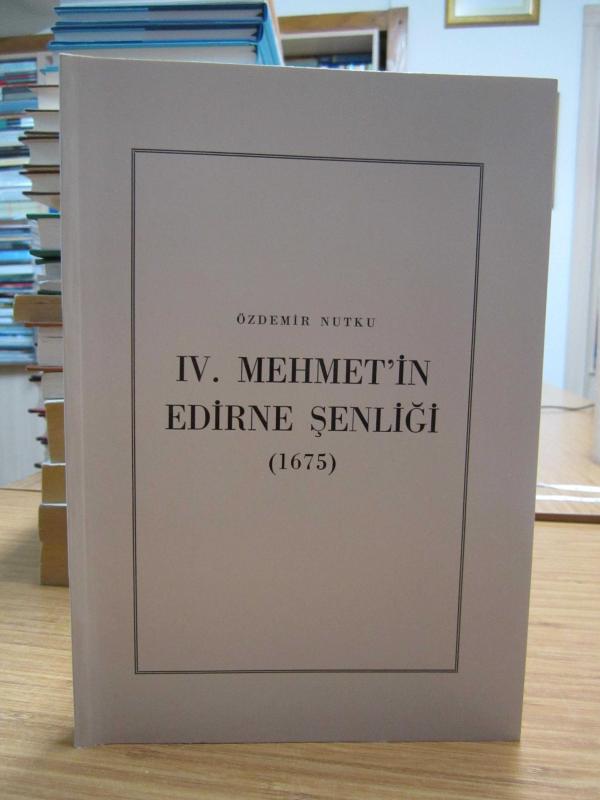 ÖZDEMİR NUTKU
IV. MEHMET'İN
EDİRNE ŞENLİĞİ
(1675)